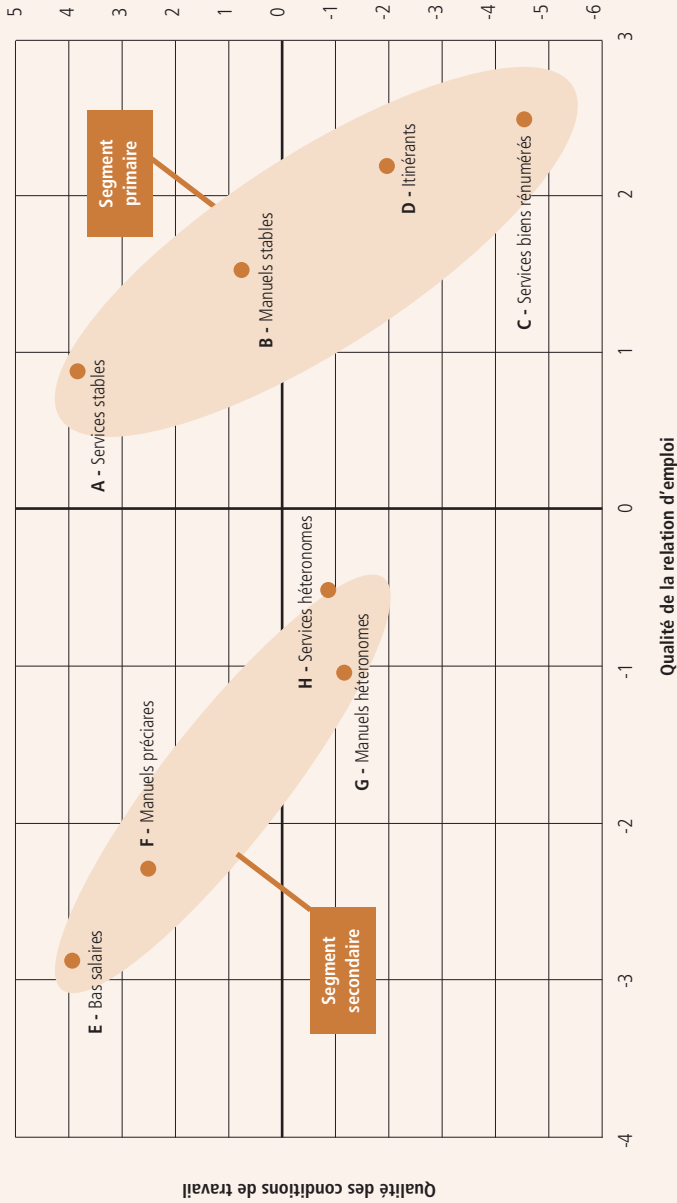 5
4
3
2
1
0
-1
-2
-3
-4
-5
-6
Qualité des conditions de travail
Segment
primaire
A - Services stables
B - Manuels stables
D - Itinérants
C - Services biens rénumérés
E - Bas salaires
F - Manuels préciares
H - Services héteronomes
G - Manuels héteronomes
Segment
secondaire
-4
-3
-2
-1
0
1
2
3
Qualité de la relation d’emploi